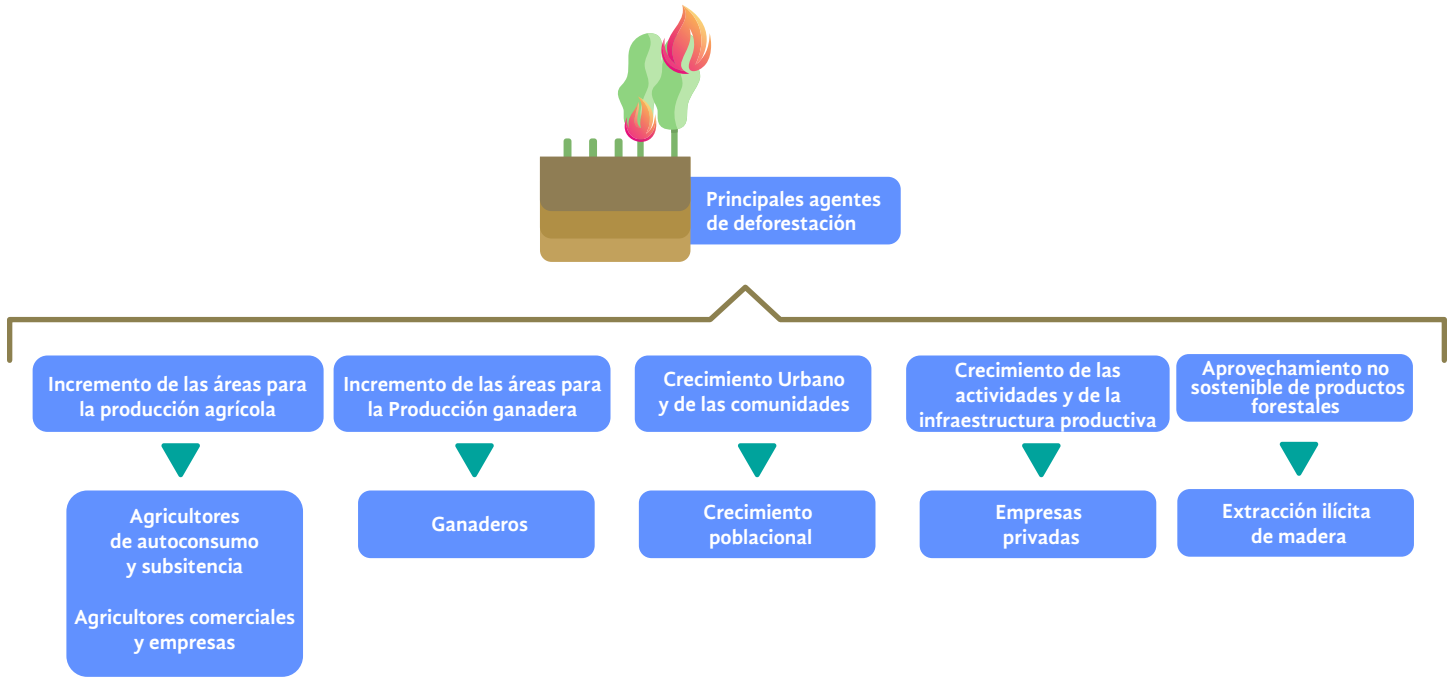 Principales agentes
de deforestación
Incremento de las áreas para
la producción agrícola
Incremento de las áreas para
la Producción ganadera
Crecimiento Urbano
y de las comunidades
Crecimiento de las
actividades y de la
infraestructura productiva
Aprovechamiento no
sostenible de productos
forestales
Agricultores
de autoconsumo
y subsitencia
Agricultores comerciales
y empresas
Ganaderos
Crecimiento
poblacional
Empresas
privadas
Extracción ilícita
de madera